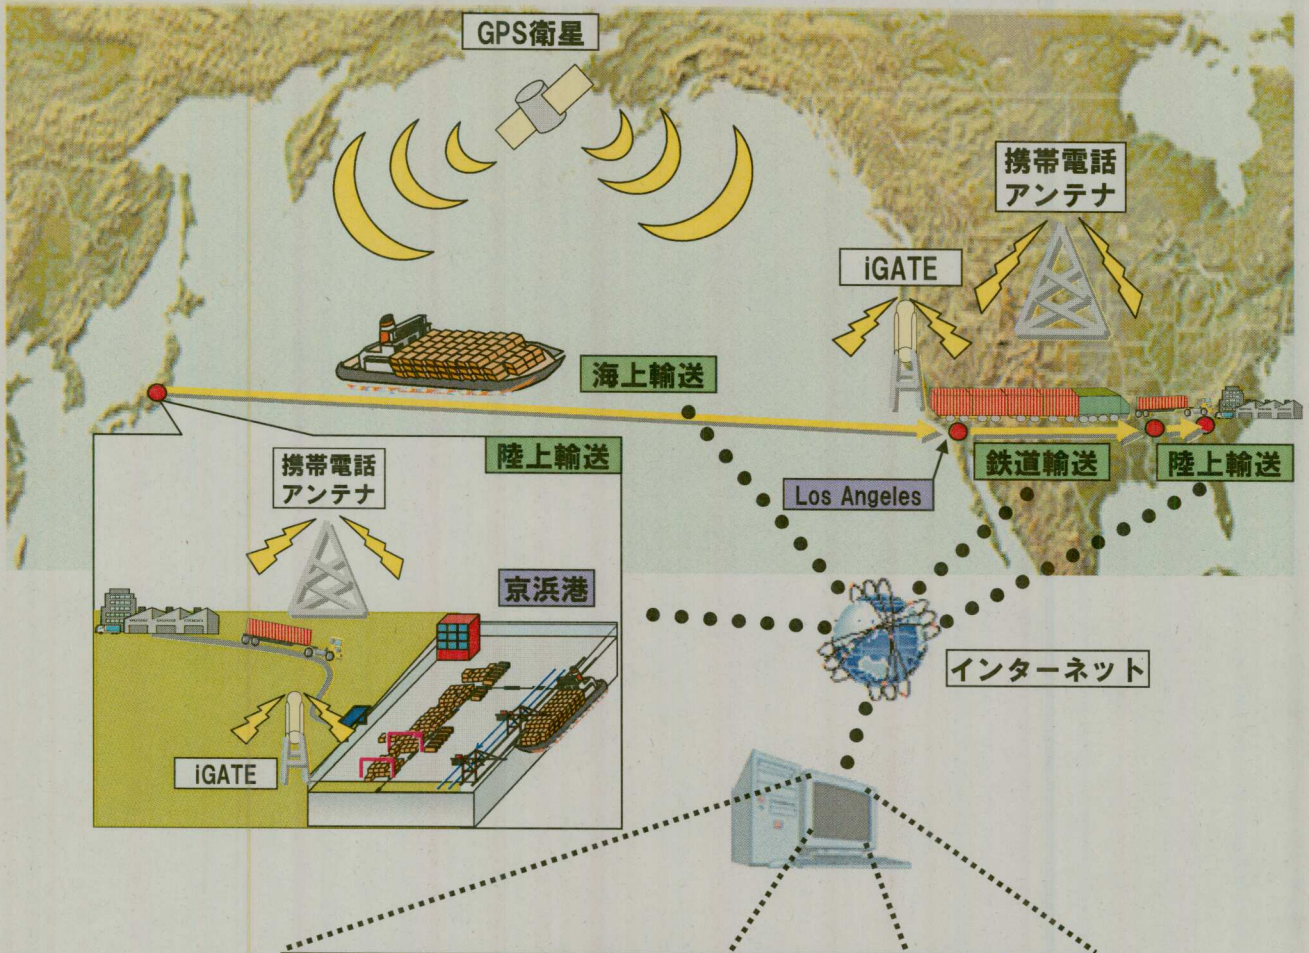 GPS衛星
携帯電話
アンテナ
iGATE
海上輸送
陸上輸送
鉄道輸送
陸上輸送
Los Angeles
携帯電話
アンテナ
京浜港
インターネット
iGATE